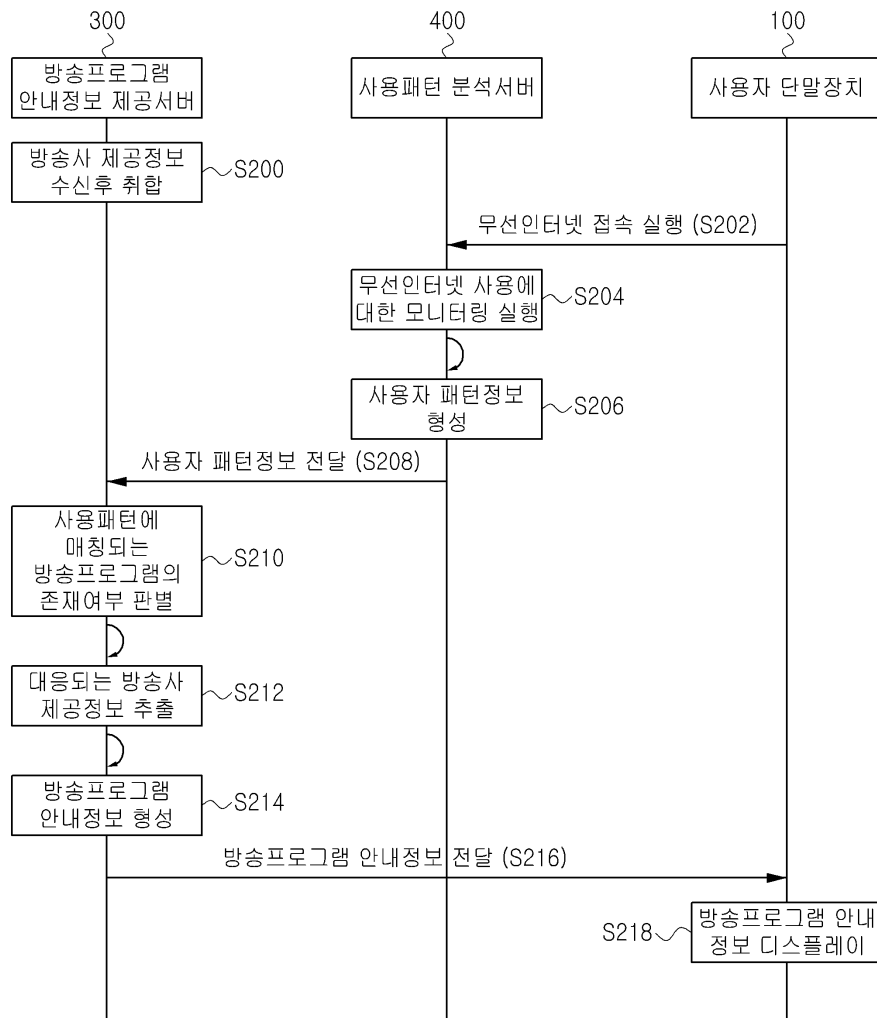 300
400
100
방송프로그램
안내정보 제공서버
사용패턴 분석서버
사용자 단말장치
방송사 제공정보
수신후 취합
S200
무선인터넷 접속 실행 (S202)
무선인터넷 사용에
대한 모니터링 실행
S204
사용자 패턴정보
형성
S206
사용자 패턴정보 전달 (S208)
사용패턴에
매칭되는
방송프로그램의
존재여부 판별
S210
대응되는 방송사
제공정보 추출
S212
방송프로그램
안내정보 형성
S214
방송프로그램 안내정보 전달 (S216)
S218
방송프로그램 안내
정보 디스플레이